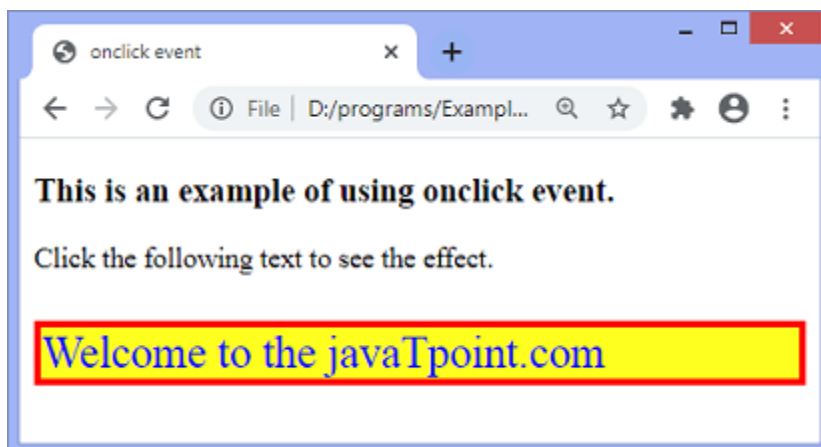 onclick event
File | D:/programs/Exampl...
This is an example of using onclick event.
Click the following text to see the effect.
Welcome to the javaTpoint.com